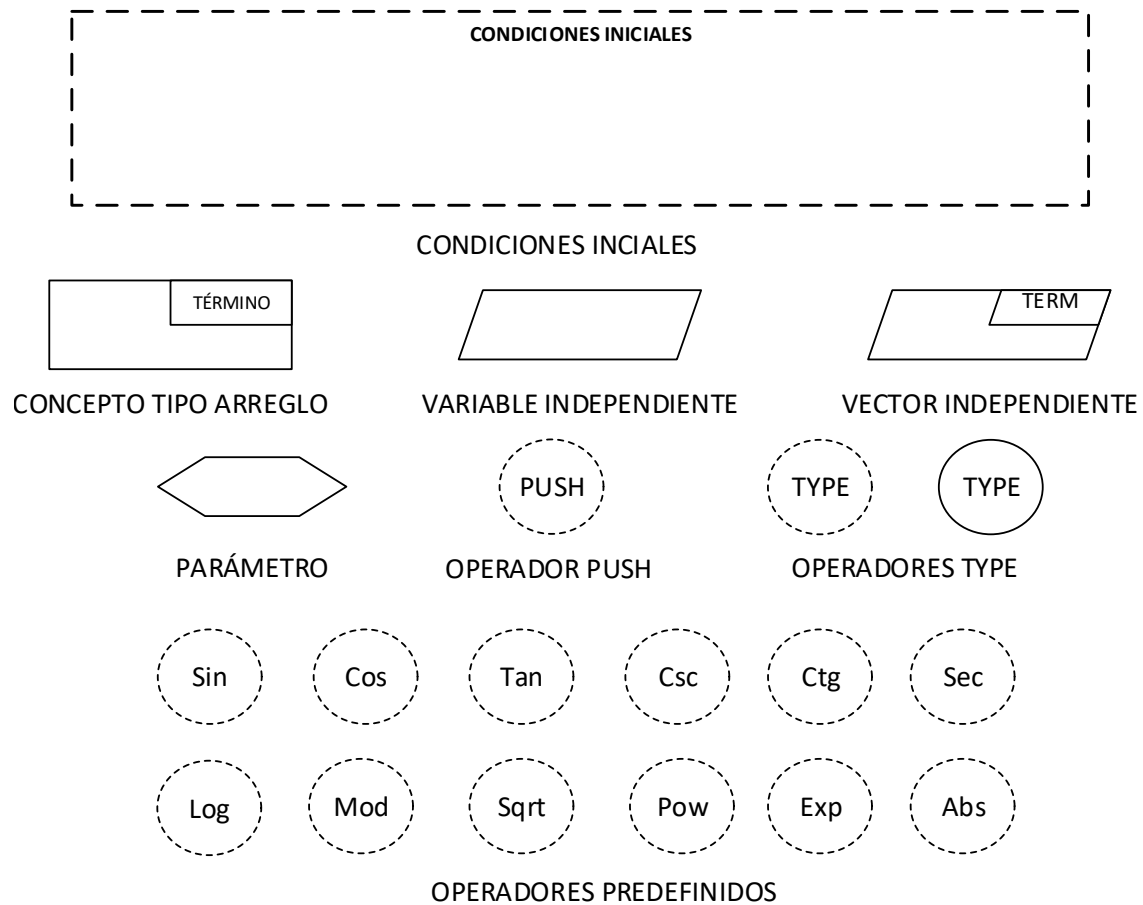 CONDICIONES INICIALES
CONDICIONES INCIALES
TÉRMINO
TERM
CONCEPTO TIPO ARREGLO VARIABLE INDEPENDIENTE VECTOR INDEPENDIENTE
PUSH TYPE TYPE
PARÁMETRO OPERADOR PUSH OPERADORES TYPE
Sin Cos Tan Csc Ctg Sec
Log Mod Sqrt Pow Exp Abs
OPERADORES PREDEFINIDOS